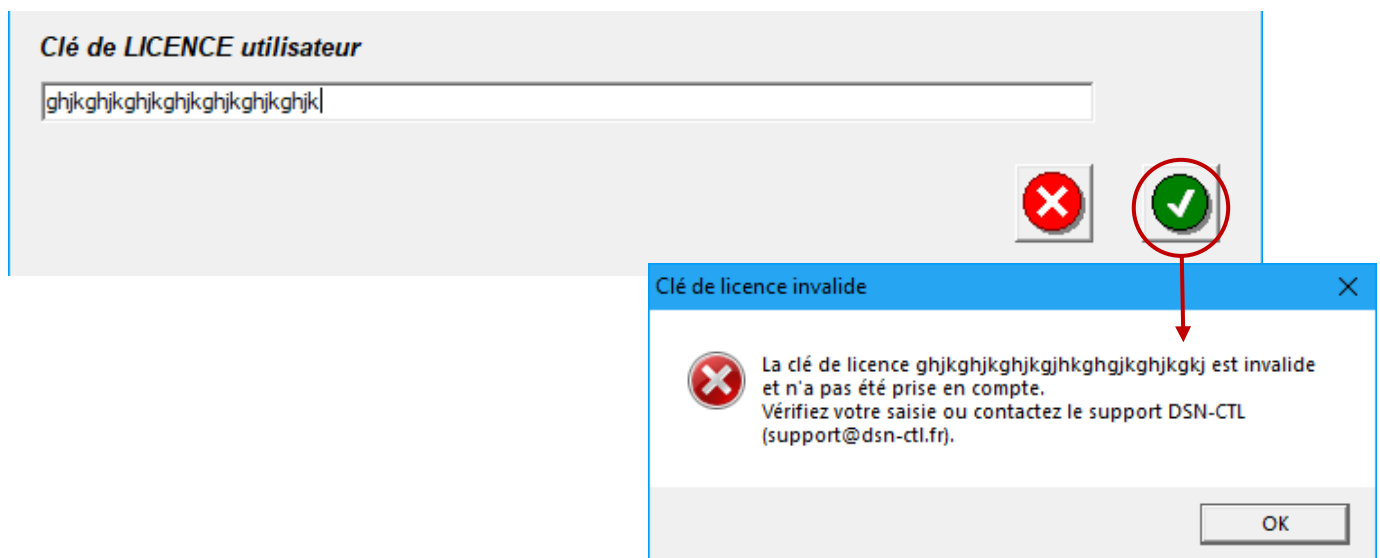 Clé de LICENCE utilisateur
ghjkghjkghjkghjkghjkghjkghjk
Clé de licence invalide
La clé de licence ghjkghjkghjkgjhkghgjkghjkgkj est invalide
et n'a pas été prise en compte.
Vérifiez votre saisie ou contactez le support DSN-CTL
(support@dsn-ctl.fr).
OK